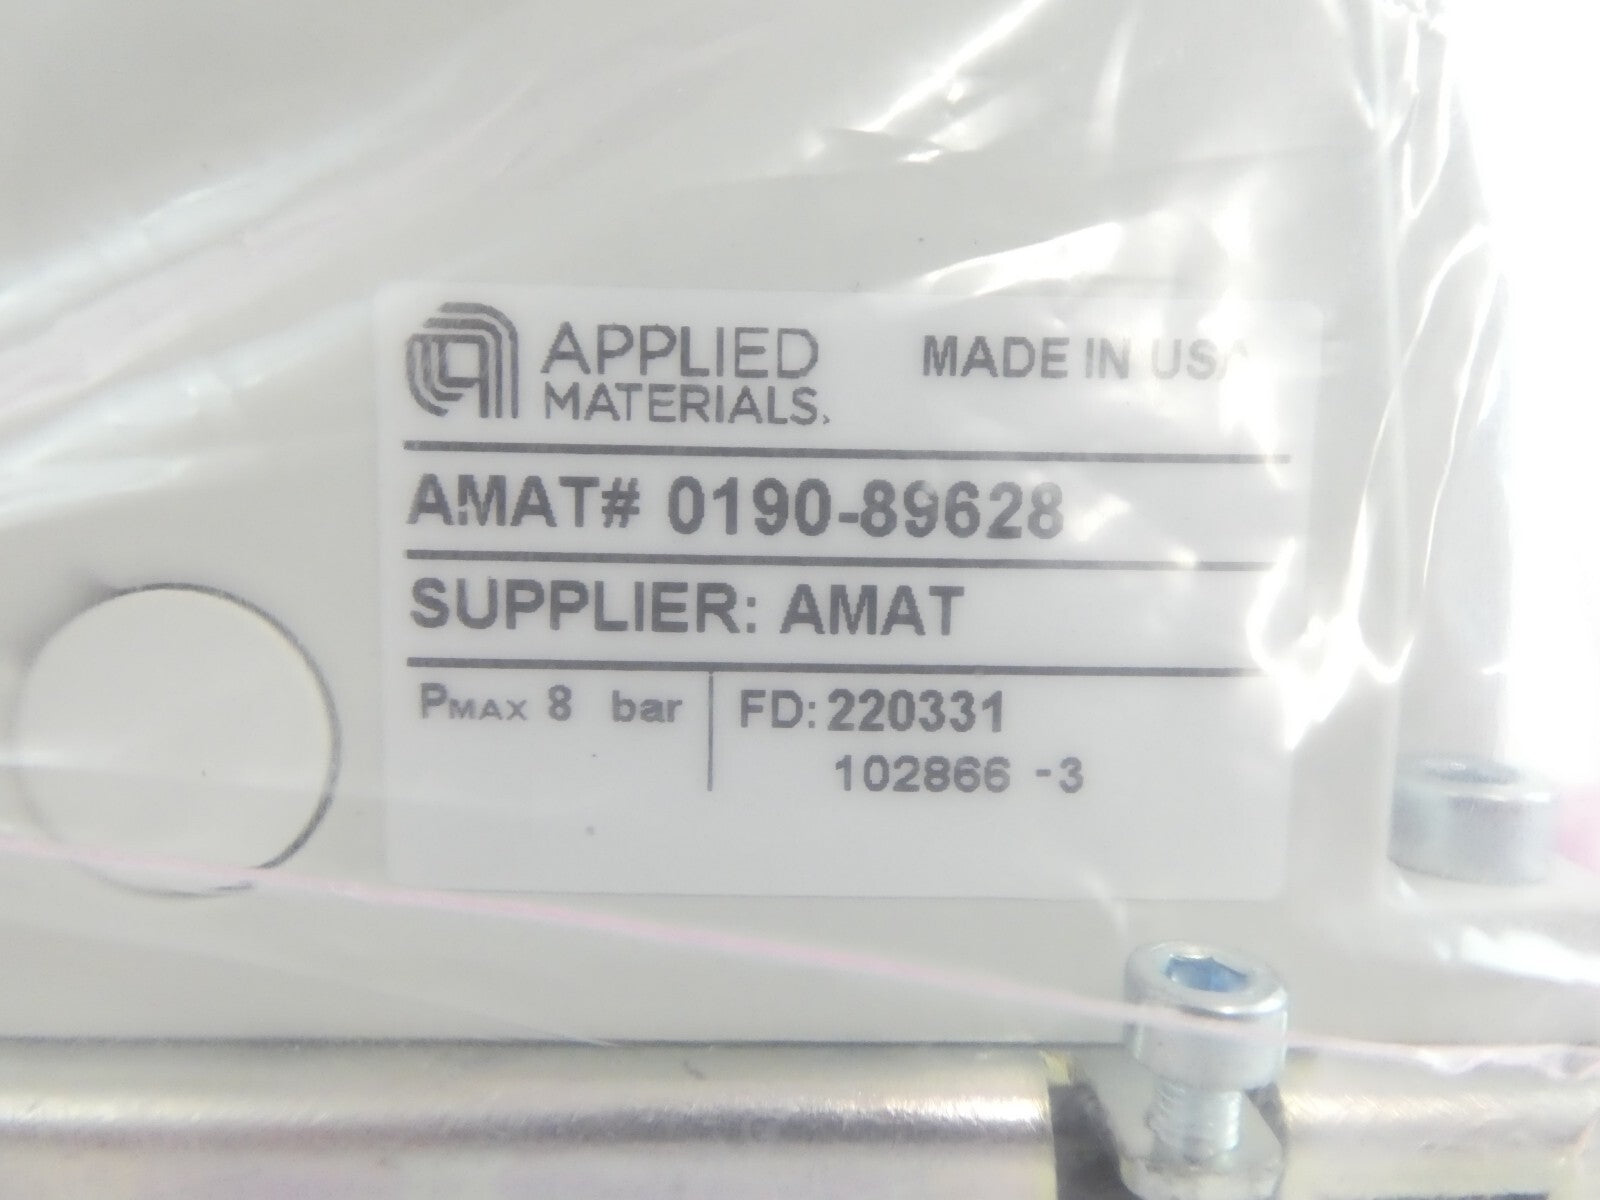 APPLIED MADE IN USA
MATERIALS
AMAT# 0190-89628
SUPPLIER: AMAT
PMAX 8 bar FD: 220331
102866 -3